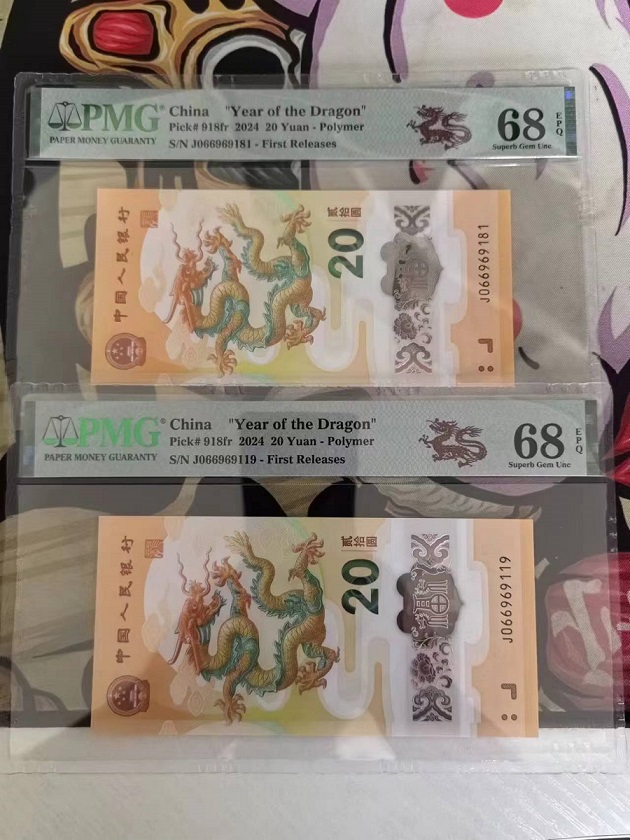 PMG China "Year of the Dragon"
Pick# 918fr 2024 20 Yuan - Polymer
PAPER MONEY GUARANTY S/N J066969181 - First Releases
68 EPQ
Superb Gem Unc
中国人民银行
贰拾圆
20
J066969181
PMG China "Year of the Dragon"
Pick# 918fr 2024 20 Yuan - Polymer
PAPER MONEY GUARANTY S/N J066969119 - First Releases
68 EPQ
Superb Gem Unc
中国人民银行
贰拾圆
20
J066969119